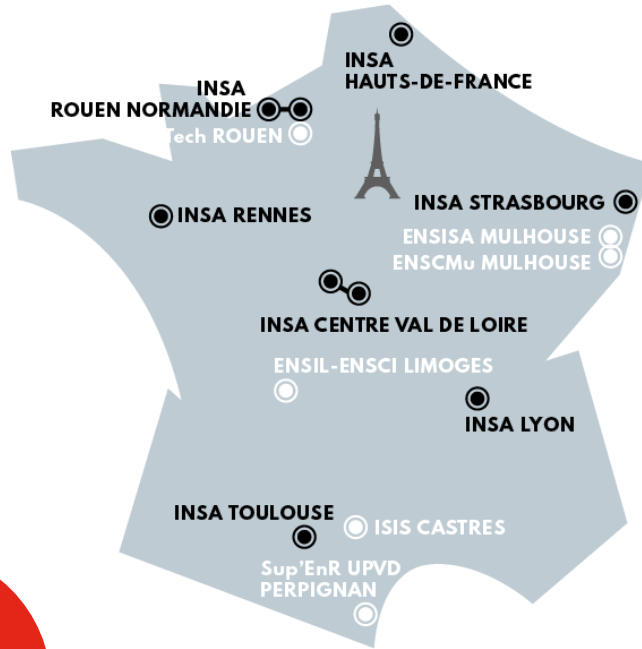 INSA
HAUTS-DE-FRANCE
INSA
ROUEN NORMANDIE
Tech ROUEN
INSA STRASBOURG
INSA RENNES
ENSISA MULHOUSE
ENSCMu MULHOUSE
INSA CENTRE VAL DE LOIRE
ENSIL-ENSCI LIMOGES
INSA LYON
INSA TOULOUSE
ISIS CASTRES
Sup'EnR UPVD
PERPIGNAN